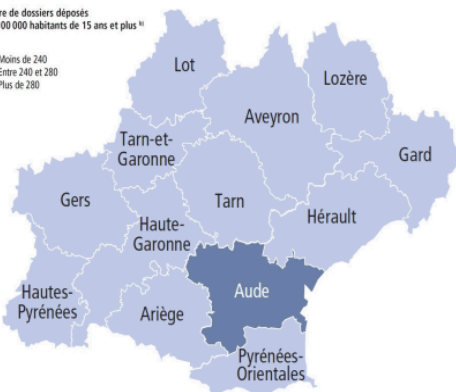 re de dossiers déposés
00 000 habitants de 15 ans et plus b)
Moins de 240
Entre 240 et 280
Plus de 280
Lot
Lozère
Aveyron
Tarn-et-
Garonne
Gard
Gers
Tarn
Hérault
Haute-
Garonne
Hautes-
Pyrénées
Aude
Ariège
Pyrénées-
Orientales